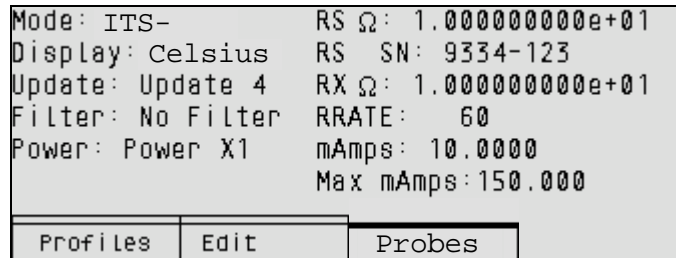 Mode: ITS-    RS Ω: 1.000000000e+01
Display: Celsius    RS SN: 9334-123
Update: Update 4    RX Ω: 1.000000000e+01
Filter: No Filter    RRATE: 60
Power: Power X1    mAmps: 10.0000
Max mAmps:150.000
Profiles    Edit    Probes